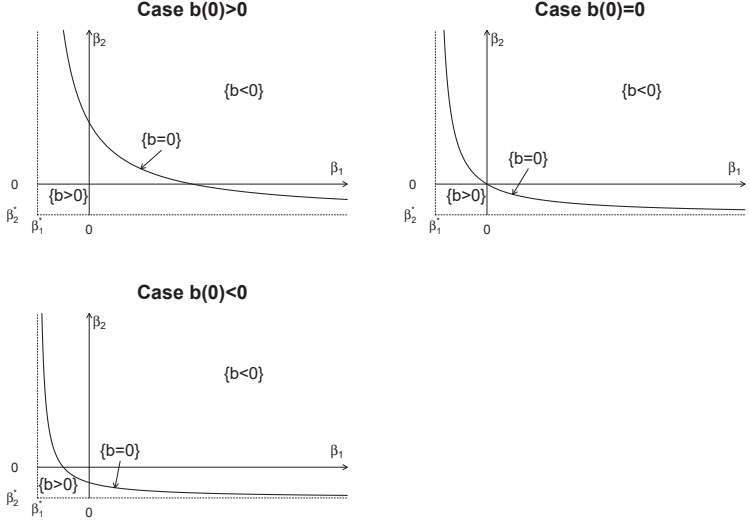 Case b(0)>0
β₂
{b<0}
{b=0}
β₁
0
{b>0}
β₂*
β₁*
0
Case b(0)=0
β₂
{b<0}
{b=0}
β₁
0
{b>0}
β₂*
β₁*
0
Case b(0)<0
β₂
{b<0}
{b=0}
β₁
0
{b>0}
β₂*
β₁*
0